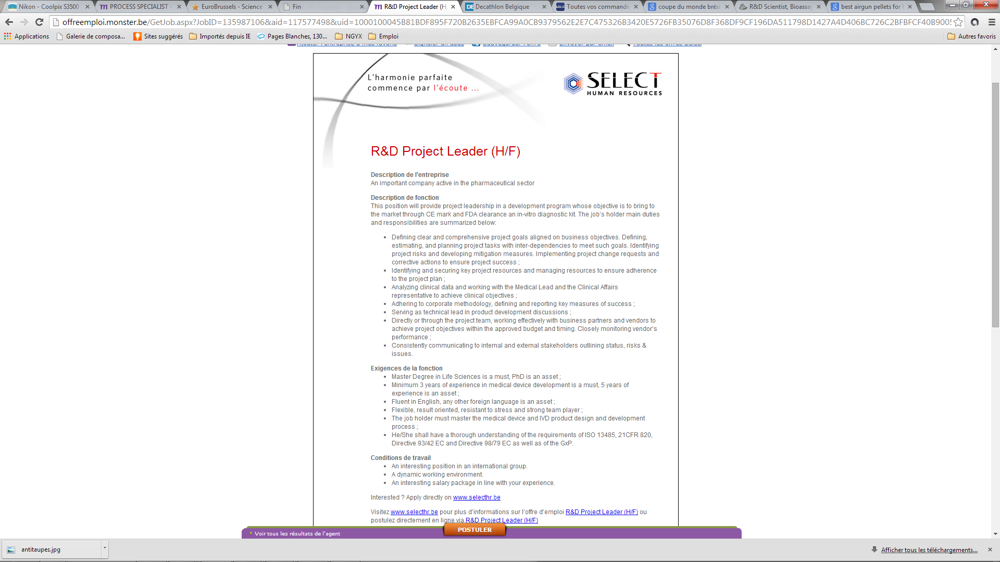 Nikon - Coolpix S3500
PROCESS SPECIALIST -
EuroBrussels - Science
Fin
R&D Project Leader (H
Decathlon Belgique
Toutes vos commande
coupe du monde brési
R&D Scientist, Bioassa
best airgun pellets for
offreemploi.monster.be/GetJob.aspx?JobID=135987106&aid=117577498&uid=1000100045B81BDF895F720B2635EBFCA99A0CB9379562E2E7C475326B3420E5726FB35076D8F368DF9CF196DA511798D1427A4D406BC726C2BFBFCF40B9005
Applications
Galerie de composa...
Sites suggérés
Importés depuis IE
Pages Blanches, 130...
NGYX
Emploi
Autres favoris
Ajouter l'entreprise à mes favoris
Signaler un abus
Sauvegarder l'offre
Envoyer par email
Toutes les offres Select
L'harmonie parfaite
commence par l'écoute ...
SELECT
HUMAN RESOURCES
R&D Project Leader (H/F)
Description de l'entreprise
An important company active in the pharmaceutical sector
Description de fonction
This position will provide project leadership in a development program whose objective is to bring to
the market through CE mark and FDA clearance an in-vitro diagnostic kit. The job's holder main duties
and responsibilities are summarized below:
• Defining clear and comprehensive project goals aligned on business objectives. Defining,
estimating, and planning project tasks with inter-dependencies to meet such goals. Identifying
project risks and developing mitigation measures. Implementing project change requests and
corrective actions to ensure project success ;
• Identifying and securing key project resources and managing resources to ensure adherence
to the project plan ;
• Analyzing clinical data and working with the Medical Lead and the Clinical Affairs
representative to achieve clinical objectives ;
• Adhering to corporate methodology, defining and reporting key measures of success ;
• Serving as technical lead in product development discussions ;
• Directly or through the project team, working effectively with business partners and vendors to
achieve project objectives within the approved budget and timing. Closely monitoring vendor's
performance ;
• Consistently communicating to internal and external stakeholders outlining status, risks &
issues.
Exigences de la fonction
• Master Degree in Life Sciences is a must, PhD is an asset ;
• Minimum 3 years of experience in medical device development is a must, 5 years of
experience is an asset ;
• Fluent in English, any other foreign language is an asset ;
• Flexible, result oriented, resistant to stress and strong team player ;
• The job holder must master the medical device and IVD product design and development
process ;
• He/She shall have a thorough understanding of the requirements of ISO 13485, 21CFR 820,
Directive 93/42 EC and Directive 98/79 EC as well as of the GxP.
Conditions de travail
• An interesting position in an international group.
• A dynamic working environment.
• An interesting salary package in line with your experience.
Interested ? Apply directly on www.selecthr.be
Visitez www.selecthr.be pour plus d'informations sur l'offre d'emploi R&D Project Leader (H/F) ou
postulez directement en ligne via R&D Project Leader (H/F)
Voir tous les résultats de l'agent
POSTULER
antitaupes.jpg
Afficher tous les téléchargements...